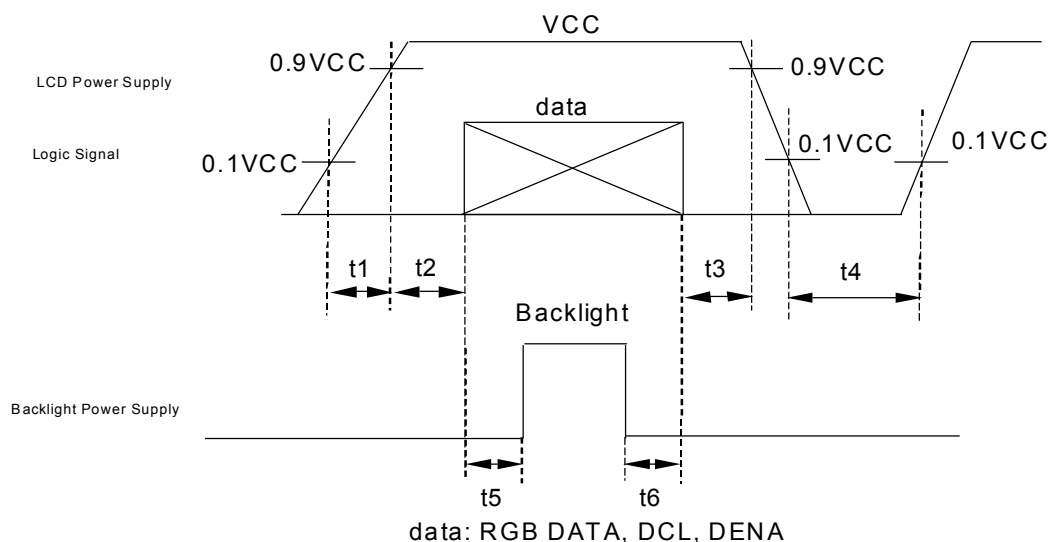 VCC
0.9VCC
0.9VCC
LCD Power Supply
data
0.1VCC
0.1VCC
Logic Signal
0.1VCC
t1
t2
t3
t4
Backlight
Backlight Power Supply
t5
t6
data: RGB DATA, DCL, DENA